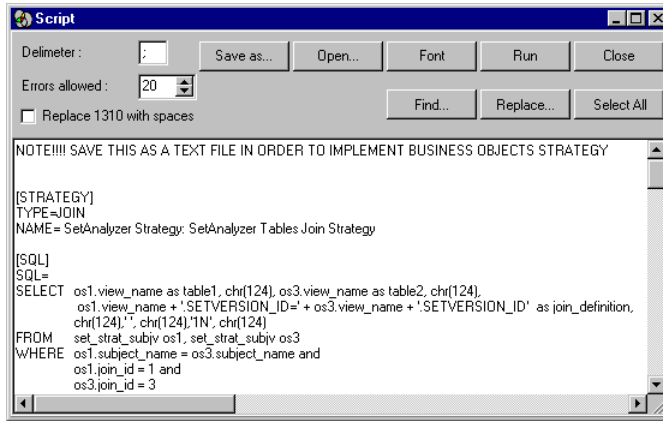 Script
Delimeter : ; Save as... Open... Font Run Close
Errors allowed : 20
Find... Replace... Select All
Replace 1310 with spaces
NOTE!!!! SAVE THIS AS A TEXT FILE IN ORDER TO IMPLEMENT BUSINESS OBJECTS STRATEGY
[STRATEGY]
TYPE=JOIN
NAME= SetAnalyzer Strategy: SetAnalyzer Tables Join Strategy
[SQL]
SQL=
SELECT os1.view_name as table1, chr(124), os3.view_name as table2, chr(124),
os1.view_name + '.SETVERSION_ID=' + os3.view_name + '.SETVERSION_ID' as join_definition,
chr(124),' ', chr(124),'1N', chr(124)
FROM set_strat_subjv os1, set_strat_subjv os3
WHERE os1.subject_name = os3.subject_name and
os1.join_id = 1 and
os3.join_id = 3